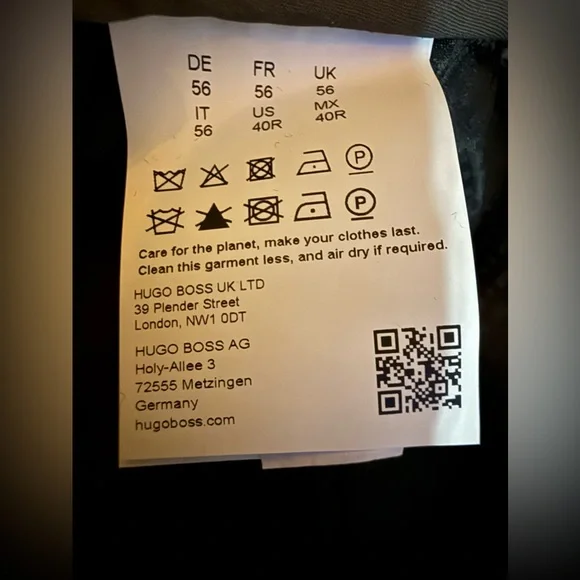 DE FR UK
56 56 56
IT US MX
56 40R 40R
P
P
Care for the planet, make your clothes last.
Clean this garment less, and air dry if required.
HUGO BOSS UK LTD
39 Plender Street
London, NW1 0DT
HUGO BOSS AG
Holy-Allee 3
72555 Metzingen
Germany
hugoboss.com